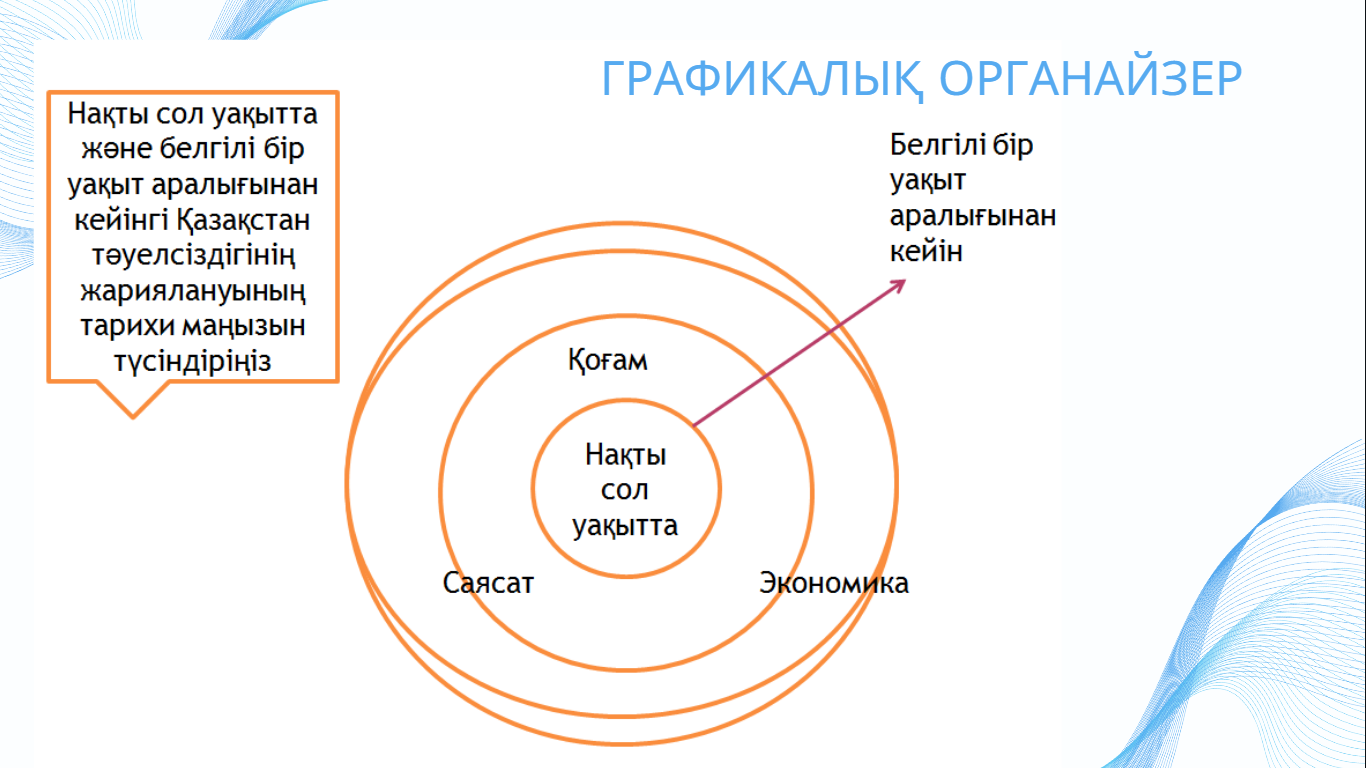 ГРАФИКАЛЫҚ ОРГАНАЙЗЕР
Нақты сол уақытта
және белгілі бір
уақыт аралығынан
кейінгі Қазақстан
тәуелсіздігінің
жариялануының
тарихи маңызын
түсіндіріңіз
Белгілі бір
уақыт
аралығынан
кейін
Қоғам
Нақты
сол
уақытта
Саясат
Экономика